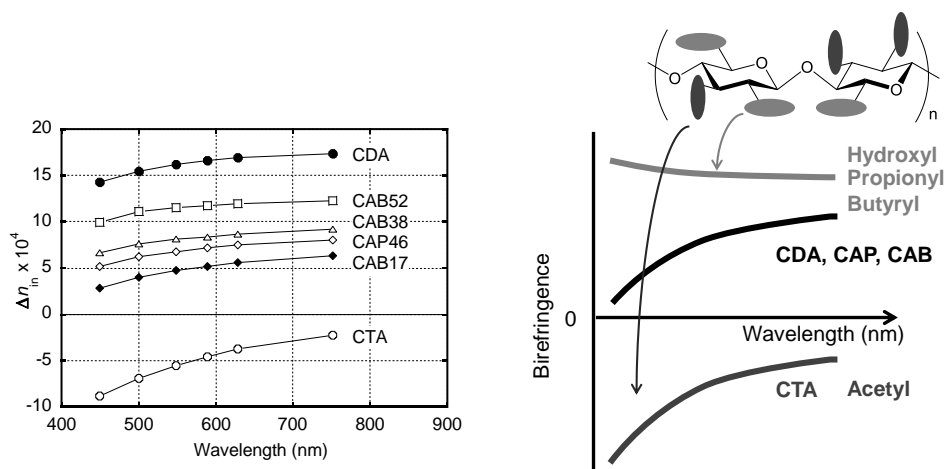 20
15
10
5
0
-5
-10
400 500 600 700 800 900
Δn_in x 10^4
Wavelength (nm)
CDA
CAB52
CAB38
CAP46
CAB17
CTA
O O O O
n
Hydroxyl
Propionyl
Butyryl
CDA, CAP, CAB
0
Birefringence
Wavelength (nm)
CTA Acetyl